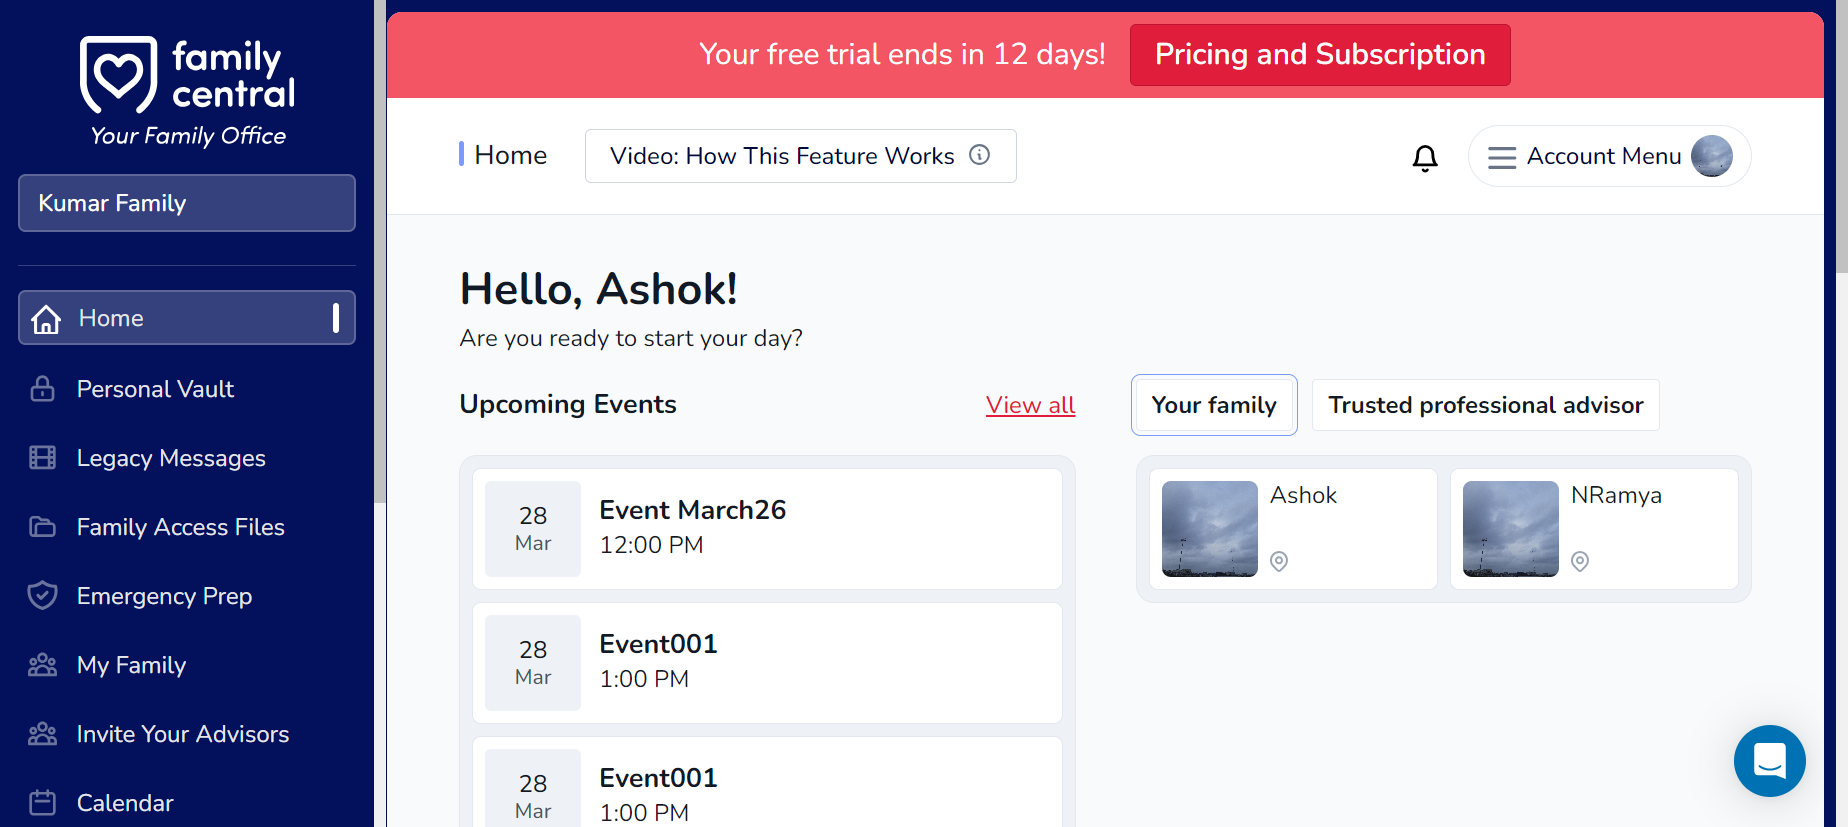 family
central
Your Family Office
Kumar Family
Home
Personal Vault
Legacy Messages
Family Access Files
Emergency Prep
My Family
Invite Your Advisors
Calendar
Your free trial ends in 12 days!
Pricing and Subscription
Home
Video: How This Feature Works
Account Menu
Hello, Ashok!
Are you ready to start your day?
Upcoming Events
View all
28
Mar
Event March26
12:00 PM
28
Mar
Event001
1:00 PM
28
Mar
Event001
1:00 PM
Your family
Trusted professional advisor
Ashok
NRamya